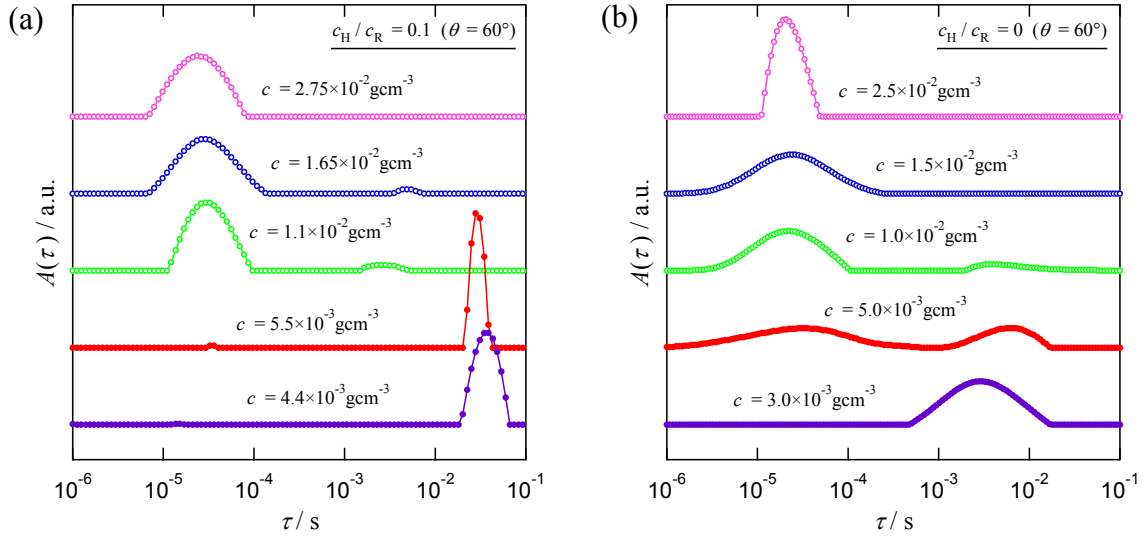 (a)
c_H / c_R = 0.1 (θ = 60°)
c = 2.75×10⁻² gcm⁻³
c = 1.65×10⁻² gcm⁻³
c = 1.1×10⁻² gcm⁻³
c = 5.5×10⁻³ gcm⁻³
c = 4.4×10⁻³ gcm⁻³
A(τ) / a.u.
10⁻⁶ 10⁻⁵ 10⁻⁴ 10⁻³ 10⁻² 10⁻¹
τ / s
(b)
c_H / c_R = 0 (θ = 60°)
c = 2.5×10⁻² gcm⁻³
c = 1.5×10⁻² gcm⁻³
c = 1.0×10⁻² gcm⁻³
c = 5.0×10⁻³ gcm⁻³
c = 3.0×10⁻³ gcm⁻³
A(τ) / a.u.
10⁻⁶ 10⁻⁵ 10⁻⁴ 10⁻³ 10⁻² 10⁻¹
τ / s